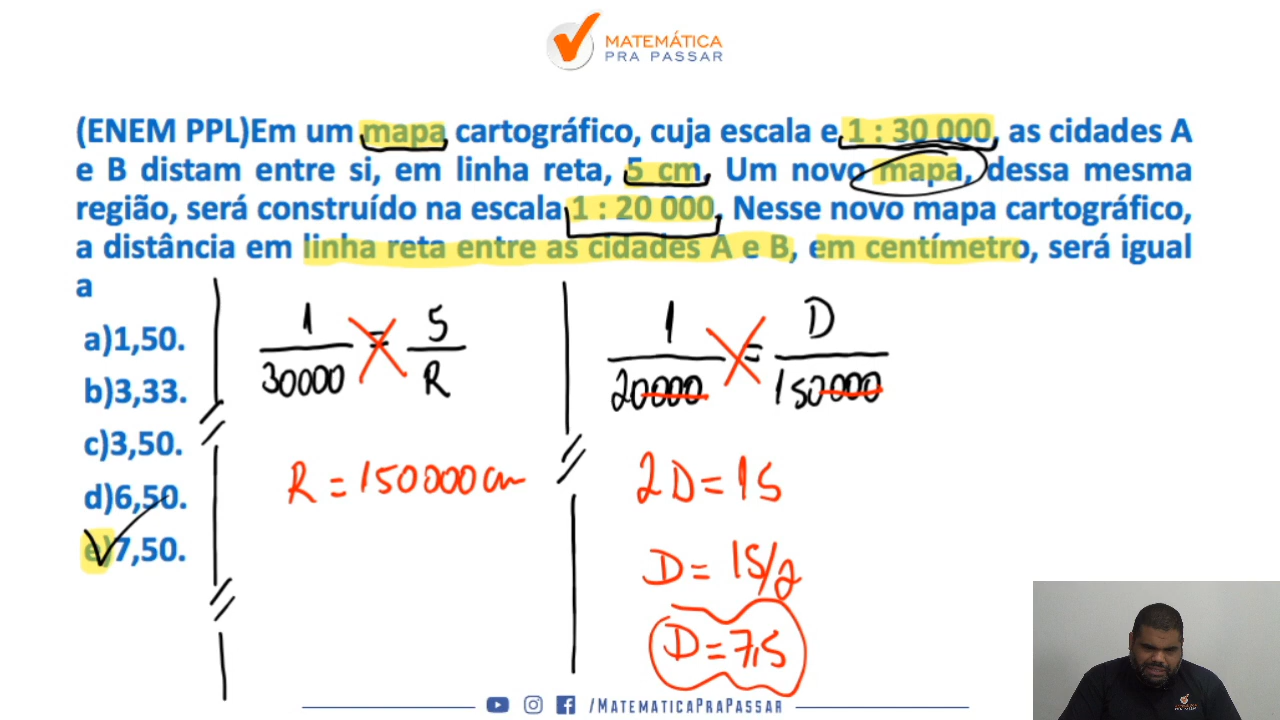 MATEMÁTICA
PRA PASSAR
(ENEM PPL)Em um mapa cartográfico, cuja escala e 1 : 30 000, as cidades A
e B distam entre si, em linha reta, 5 cm. Um novo mapa, dessa mesma
região, será construído na escala 1 : 20 000. Nesse novo mapa cartográfico,
a distância em linha reta entre as cidades A e B, em centímetro, será igual
a
a)1,50.
b)3,33.
c)3,50.
d)6,50.
e)7,50.
1 = 5
30000 R
R = 150000cm
1 = D
20000 150000
2D = 15
D = 15/2
D = 7,5
/MATEMATICAPRAPASSAR